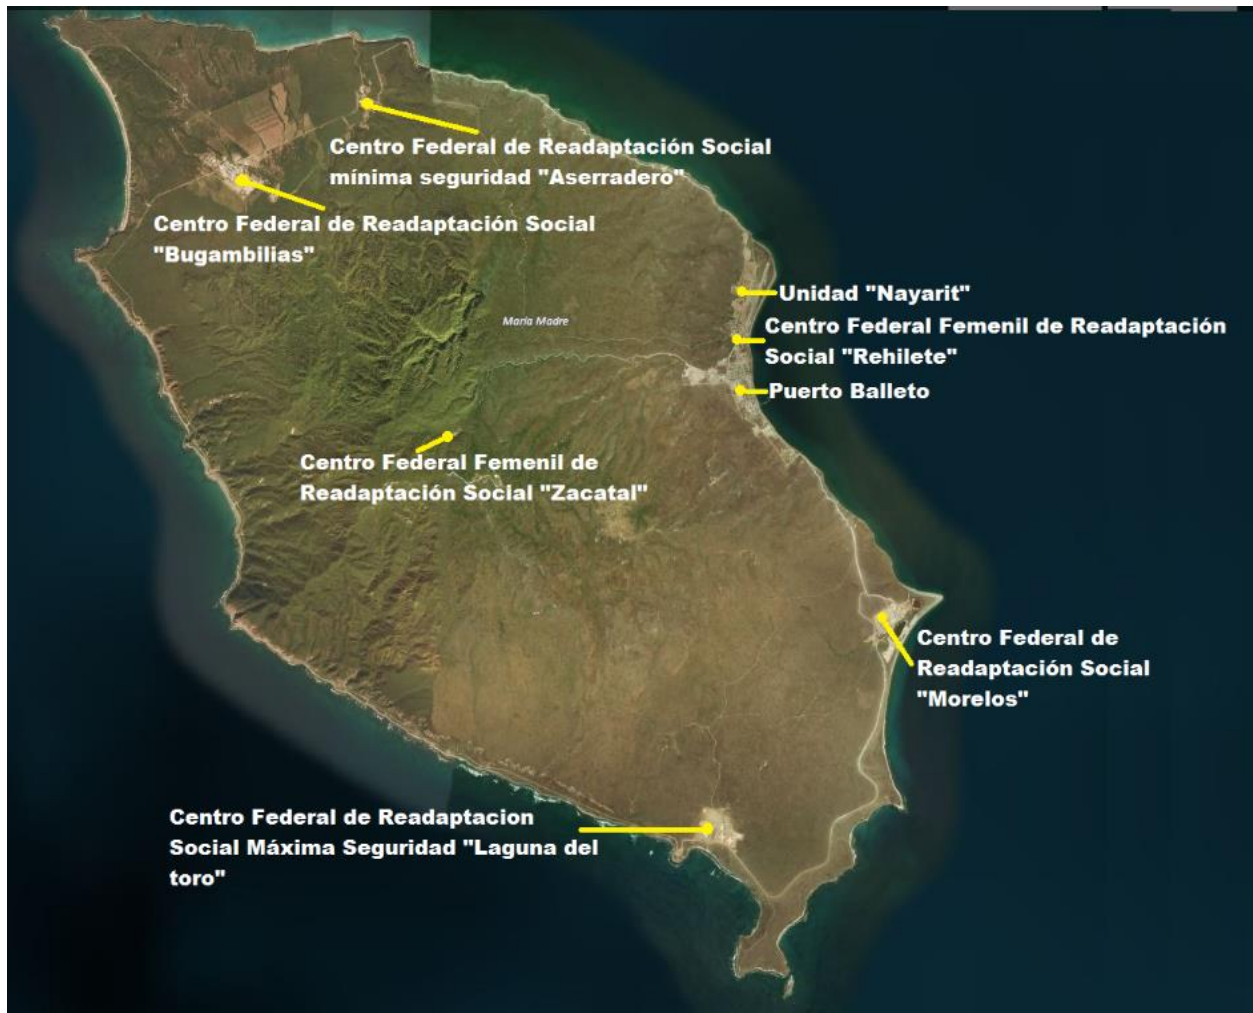 Centro Federal de Readaptación Social
mínima seguridad "Aserradero"
Centro Federal de Readaptación Social
"Bugambilias"
Unidad "Nayarit"
María Madre
Centro Federal Femenil de Readaptación
Social "Rehilete"
Puerto Balleto
Centro Federal Femenil de
Readaptación Social "Zacatal"
Centro Federal de
Readaptación Social
"Morelos"
Centro Federal de Readaptacion
Social Máxima Seguridad "Laguna del
toro"